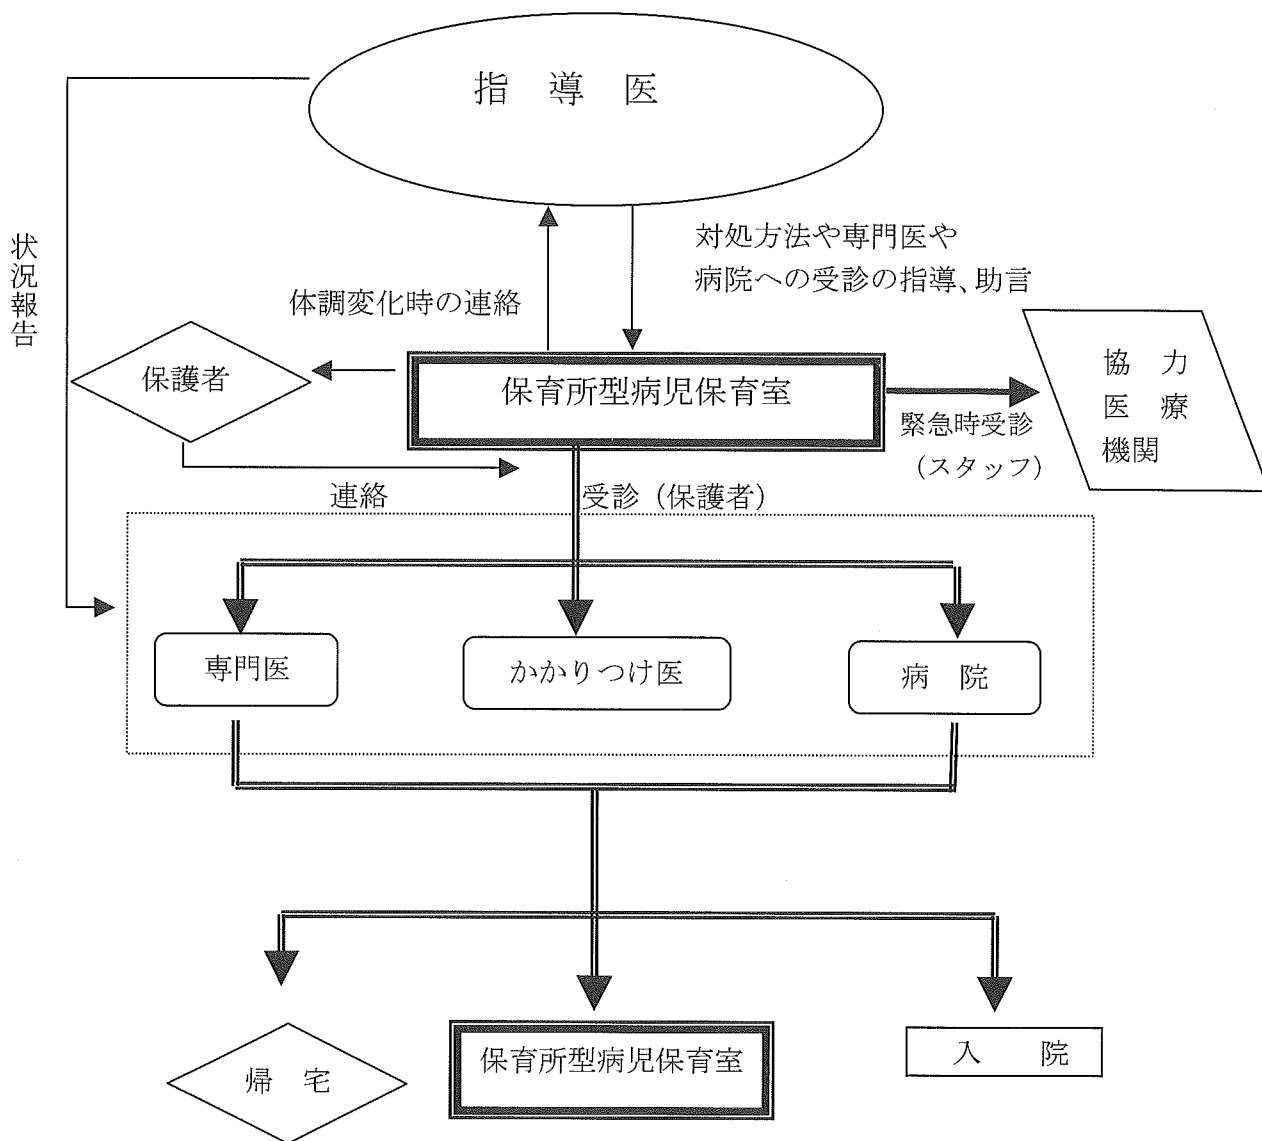 指　導　医
状況報告
対処方法や専門医や
病院への受診の指導、助言
体調変化時の連絡
保護者
保育所型病児保育室
協　力
医　療
機関
緊急時受診
（スタッフ）
連絡
受診（保護者）
専門医
かかりつけ医
病　院
帰　宅
保育所型病児保育室
入　　院